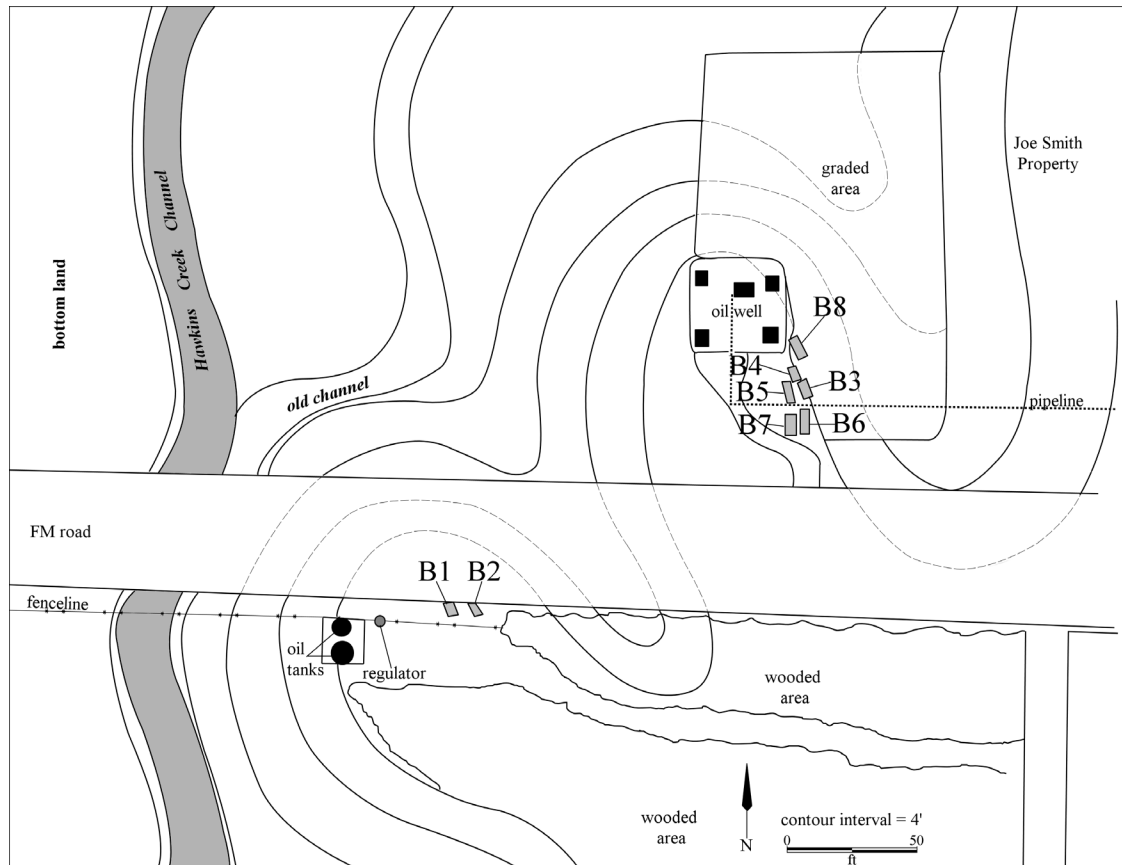 Joe Smith
Property
graded
area
Hawkins Creek Channel
bottom land
oil well
B8
B4
B3
B5
old channel
pipeline
B7
B6
FM road
B1
B2
fenceline
oil
tanks
regulator
wooded
area
wooded
area
N
contour interval = 4'
0
50
ft